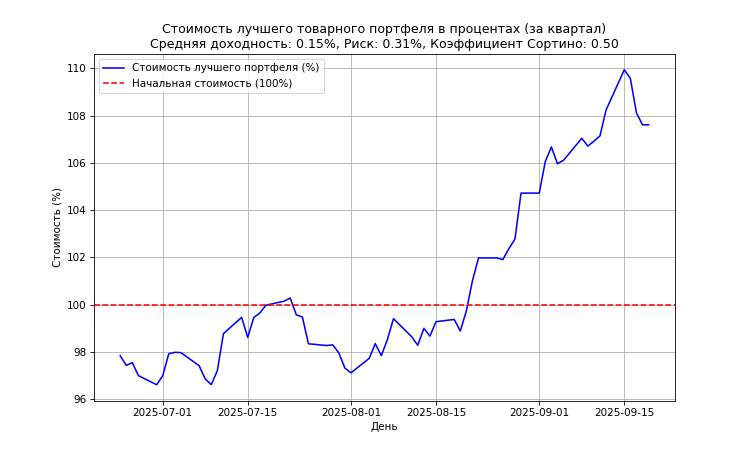 Стоимость лучшего товарного портфеля в процентах (за квартал)
Средняя доходность: 0.15%, Риск: 0.31%, Коэффициент Сортино: 0.50
Стоимость лучшего портфеля (%)
Начальная стоимость (100%)
Стоимость (%)
110
108
106
104
102
100
98
96
2025-07-01 2025-07-15 2025-08-01 2025-08-15 2025-09-01 2025-09-15
День